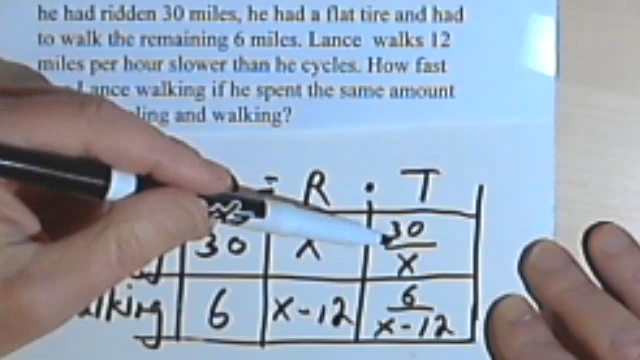 he had ridden 30 miles, he had a flat tire and had
to walk the remaining 6 miles. Lance walks 12
miles per hour slower than he cycles. How fast
Lance walking if he spent the same amount
and walking?
= R · T
30 x 30/x
6 x-12 6/x-12